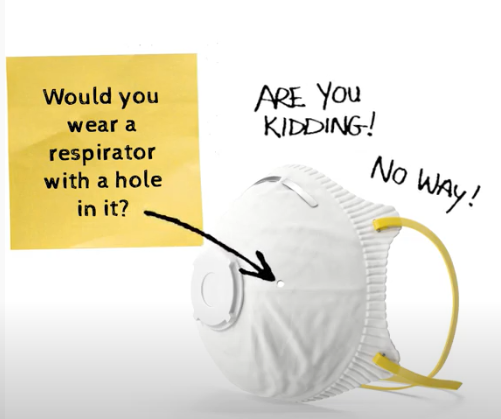 Would you
wear a
respirator
with a hole
in it?
ARE YOU
KIDDING!
NO WAY!